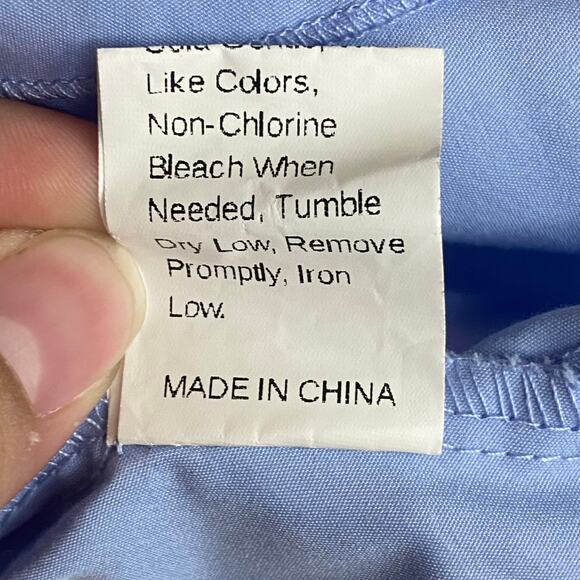 Like Colors,
Non-Chlorine
Bleach When
Needed, Tumble
Dry Low, Remove
Promptly, Iron
Low.
MADE IN CHINA